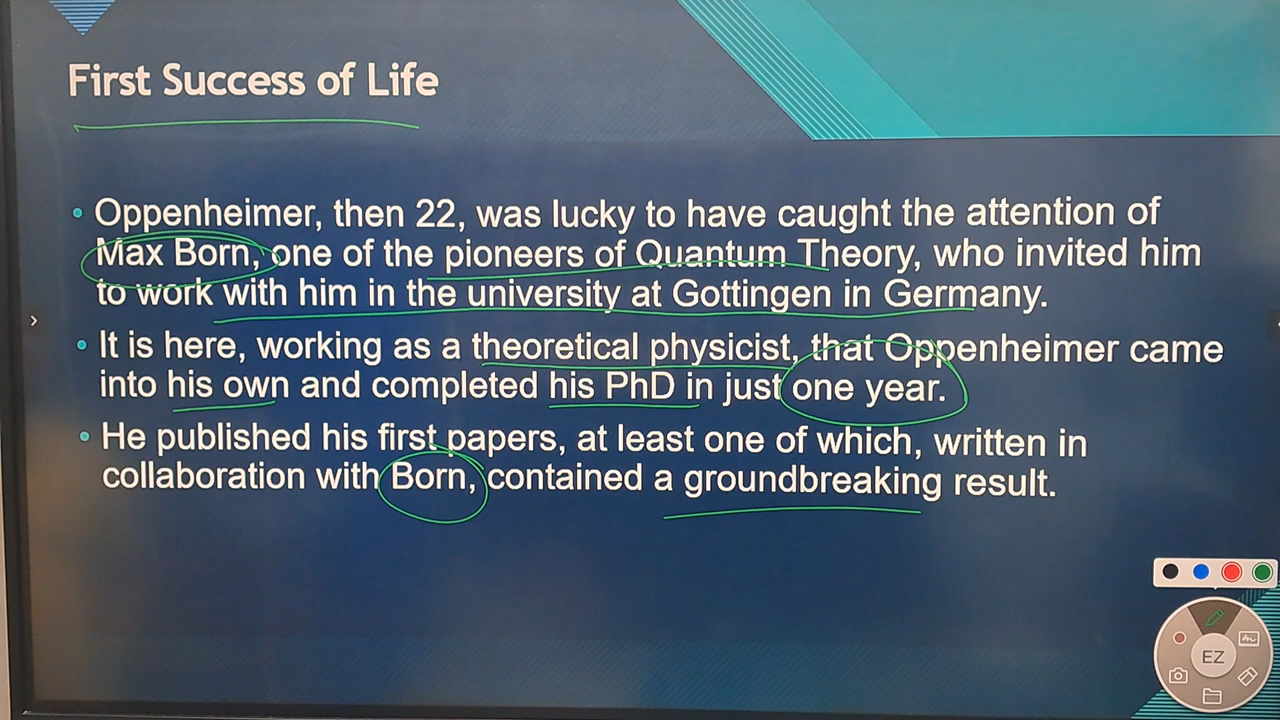 First Success of Life
• Oppenheimer, then 22, was lucky to have caught the attention of
Max Born, one of the pioneers of Quantum Theory, who invited him
to work with him in the university at Gottingen in Germany.
• It is here, working as a theoretical physicist, that Oppenheimer came
into his own and completed his PhD in just one year.
• He published his first papers, at least one of which, written in
collaboration with Born, contained a groundbreaking result.
EZ